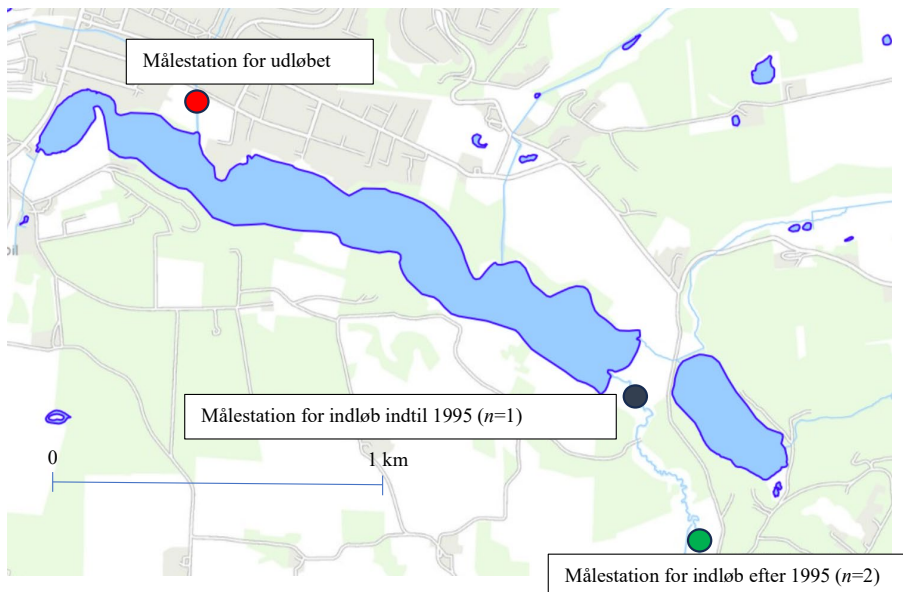 Målestation for udløbet
Målestation for indløb indtil 1995 (n=1)
0
1 km
Målestation for indløb efter 1995 (n=2)